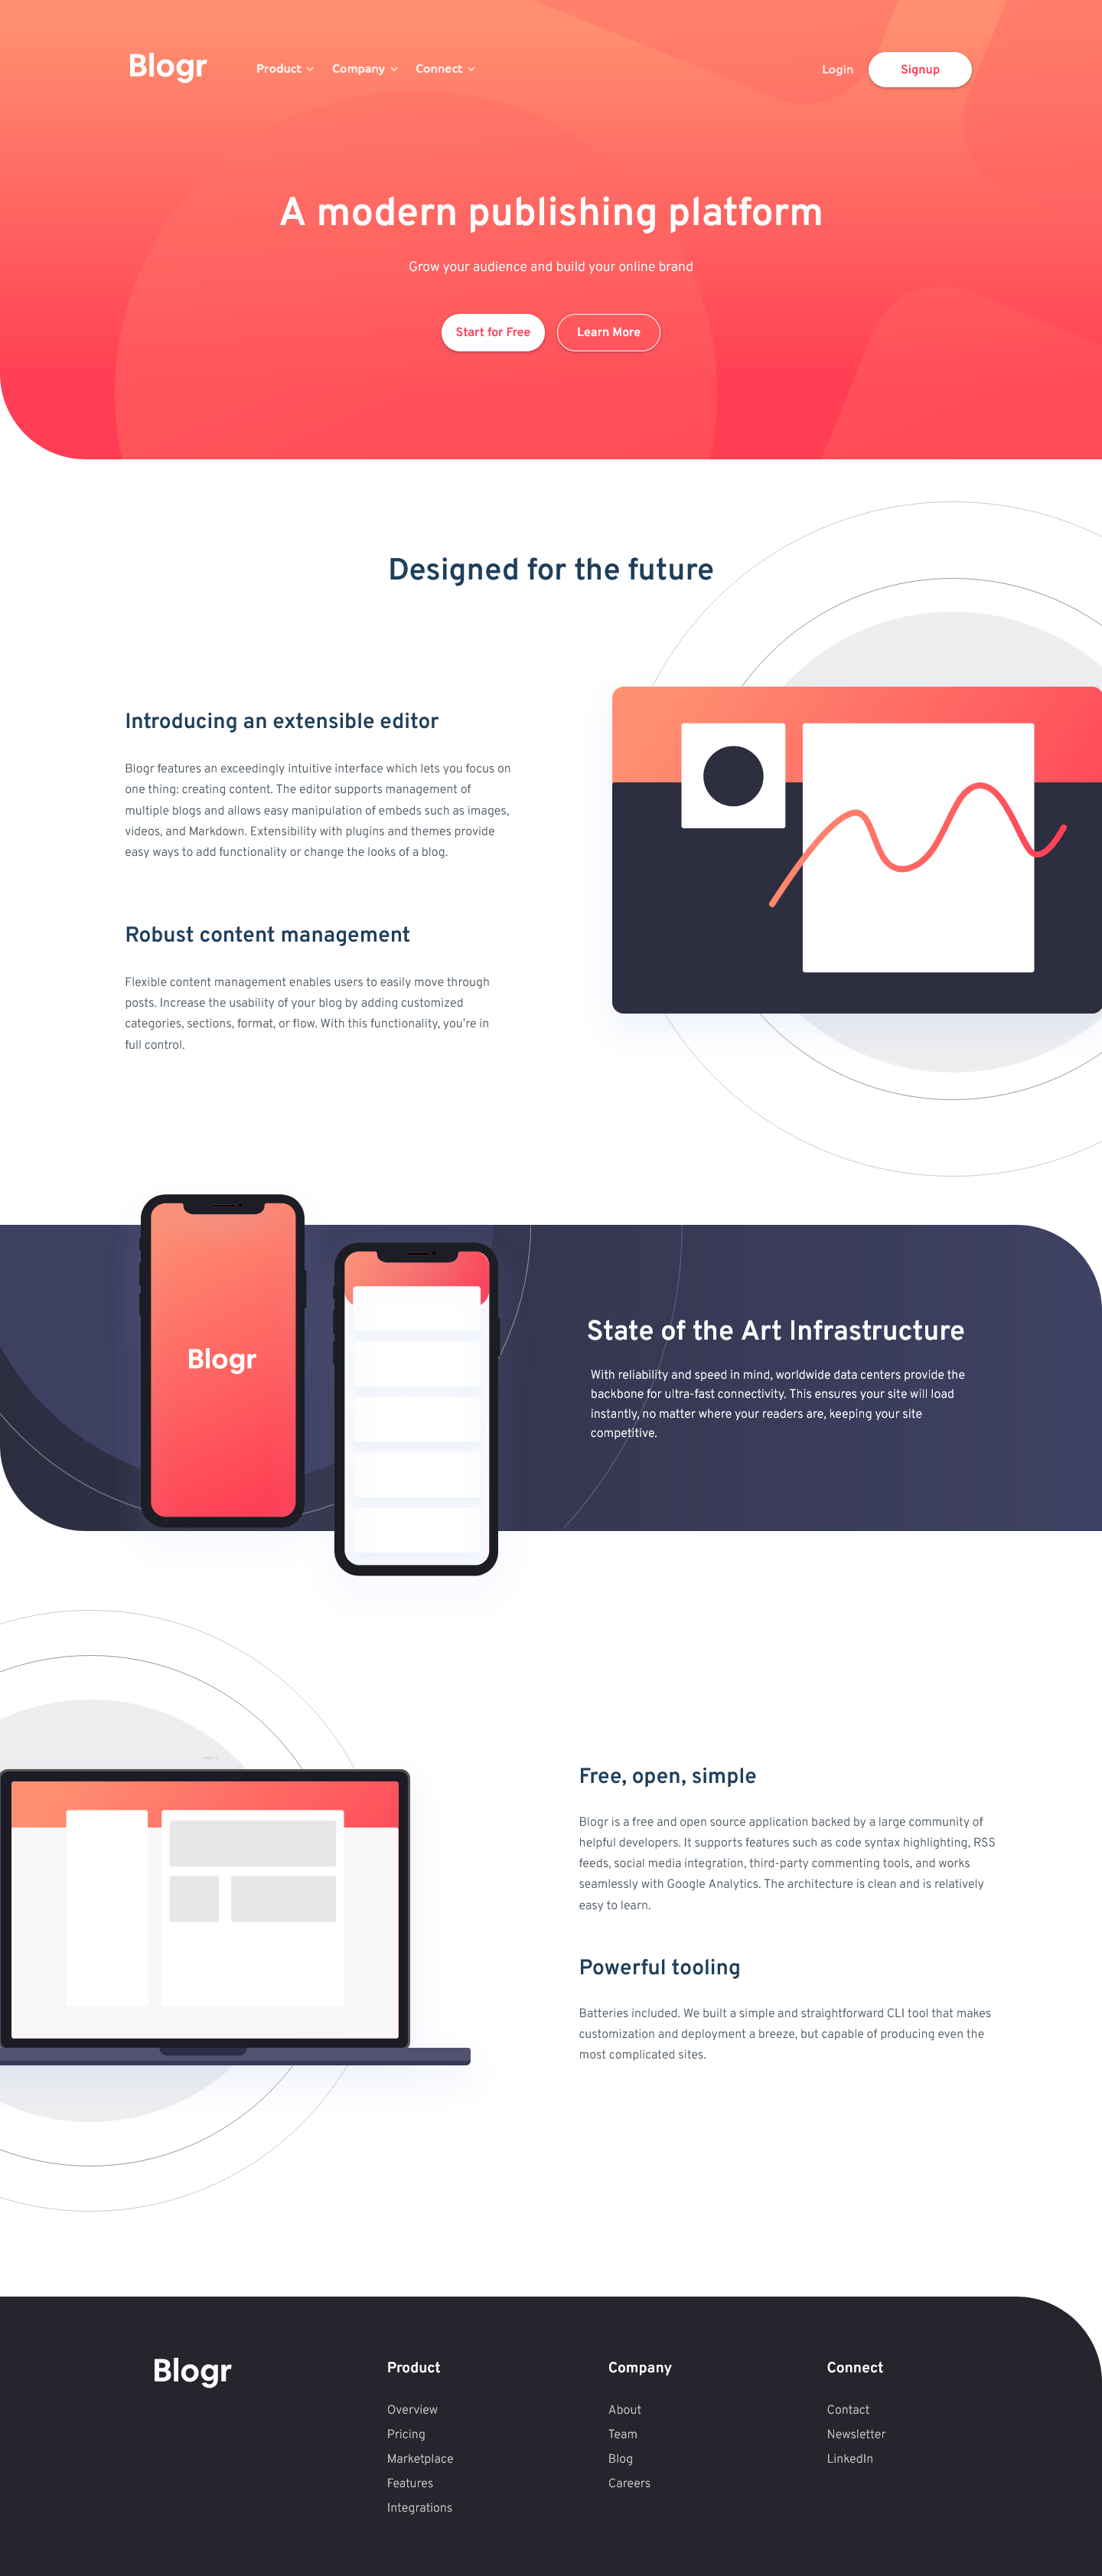 Blogr
Product
Company
Connect
Login
Signup
A modern publishing platform
Grow your audience and build your online brand
Start for Free
Learn More
Designed for the future
Introducing an extensible editor
Blogr features an exceedingly intuitive interface which lets you focus on
one thing: creating content. The editor supports management of
multiple blogs and allows easy manipulation of embeds such as images,
videos, and Markdown. Extensibility with plugins and themes provide
easy ways to add functionality or change the looks of a blog.
Robust content management
Flexible content management enables users to easily move through
posts. Increase the usability of your blog by adding customized
categories, sections, format, or flow. With this functionality, you’re in
full control.
Blogr
State of the Art Infrastructure
With reliability and speed in mind, worldwide data centers provide the
backbone for ultra-fast connectivity. This ensures your site will load
instantly, no matter where your readers are, keeping your site
competitive.
Free, open, simple
Blogr is a free and open source application backed by a large community of
helpful developers. It supports features such as code syntax highlighting, RSS
feeds, social media integration, third-party commenting tools, and works
seamlessly with Google Analytics. The architecture is clean and is relatively
easy to learn.
Powerful tooling
Batteries included. We built a simple and straightforward CLI tool that makes
customization and deployment a breeze, but capable of producing even the
most complicated sites.
Blogr
Product
Overview
Pricing
Marketplace
Features
Integrations
Company
About
Team
Blog
Careers
Connect
Contact
Newsletter
LinkedIn